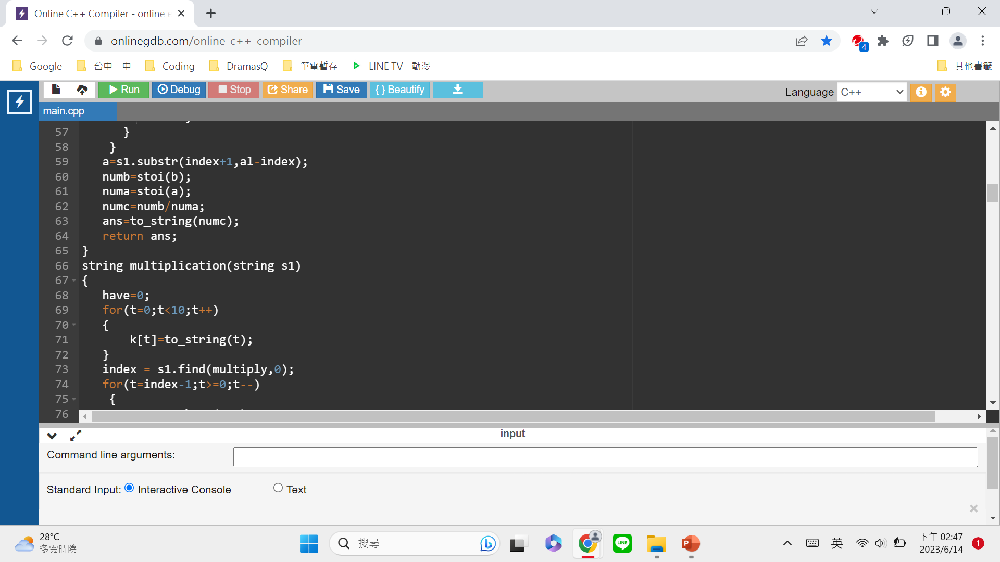 Online C++ Compiler - online e
onlinegdb.com/online_c++_compiler
4
Google
台中一中
Coding
DramasQ
筆電暫存
LINE TV - 動漫
其他書籤
Run
Debug
Stop
Share
Save
{ } Beautify
Language
C++
main.cpp
57 }
58 }
59 a=s1.substr(index+1,al-index);
60 numb=stoi(b);
61 numa=stoi(a);
62 numc=numb/numa;
63 ans=to_string(numc);
64 return ans;
65 }
66 string multiplication(string s1)
67 {
68 have=0;
69 for(t=0;t<10;t++)
70 {
71 k[t]=to_string(t);
72 }
73 index = s1.find(multiply,0);
74 for(t=index-1;t>=0;t--)
75 {
76
input
Command line arguments:
Standard Input: Interactive Console Text
28°C
多雲時陰
搜尋
LINE
P
英
下午 02:47
2023/6/14
1